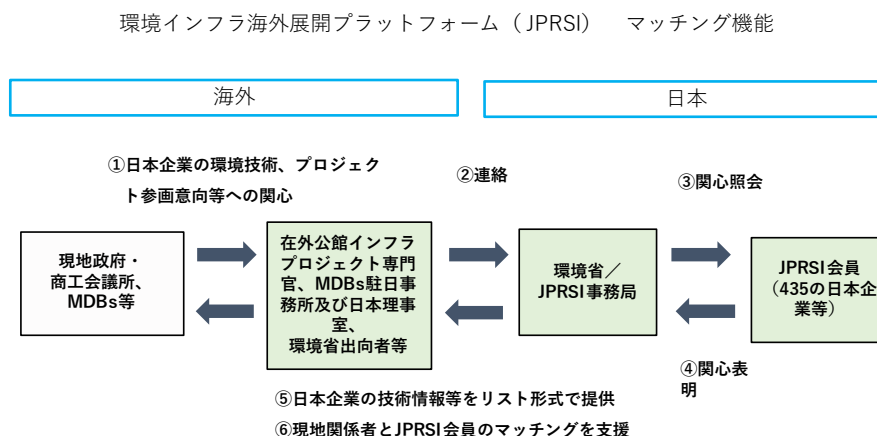 環境インフラ海外展開プラットフォーム（JPRSI)　マッチング機能
海外
日本
①日本企業の環境技術、プロジェク
ト参画意向等への関心
②連絡
③関心照会
現地政府・
商工会議所、
MDBs等
在外公館インフラ
プロジェクト専門
官、MDBs駐日事
務所及び日本理事
室、
環境省出向者等
環境省／
JPRSI事務局
JPRSI会員
（435の日本企
業等）
④関心表
明
⑤日本企業の技術情報等をリスト形式で提供
⑥現地関係者とJPRSI会員のマッチングを支援